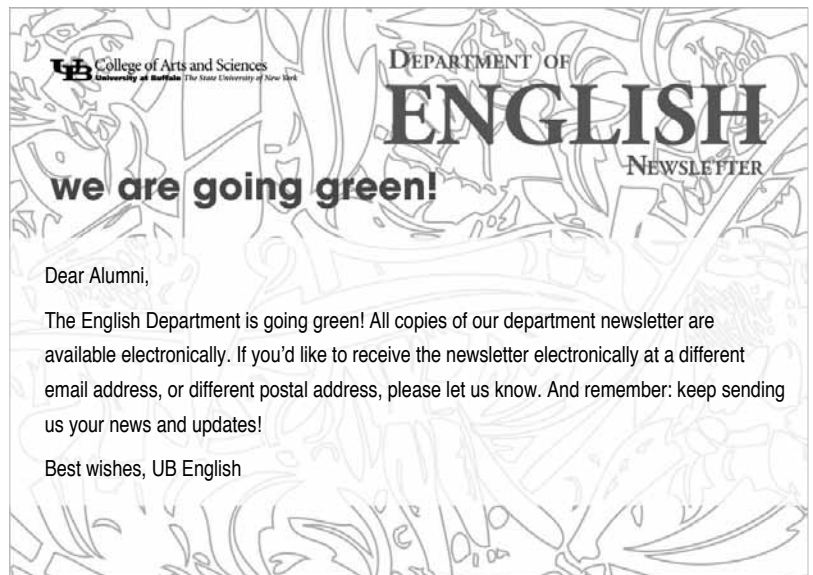 UB College of Arts and Sciences
University at Buffalo The State University of New York
DEPARTMENT OF
ENGLISH
NEWSLETTER
we are going green!
Dear Alumni,
The English Department is going green! All copies of our department newsletter are
available electronically. If you’d like to receive the newsletter electronically at a different
email address, or different postal address, please let us know. And remember: keep sending
us your news and updates!
Best wishes, UB English